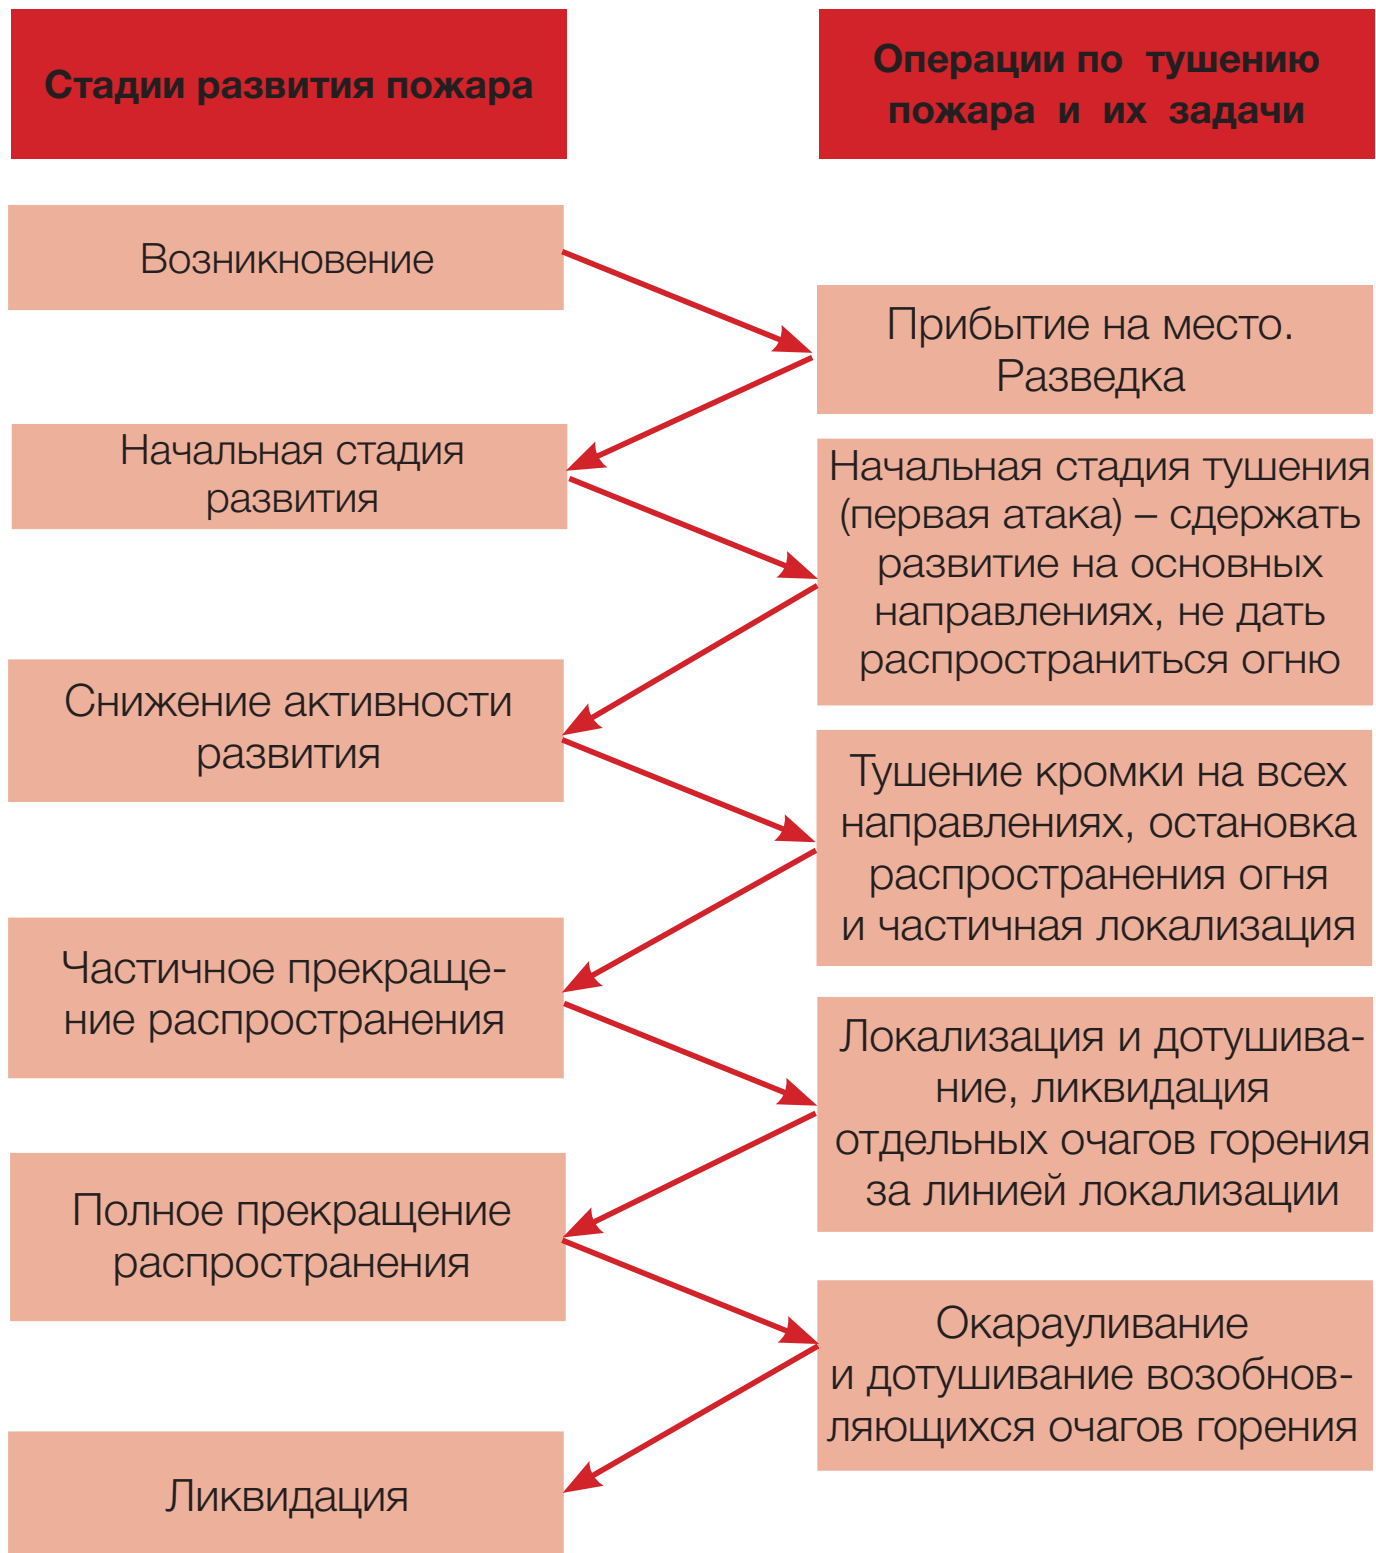 Стадии развития пожара
Операции по тушению
пожара и их задачи
Возникновение
Прибытие на место.
Разведка
Начальная стадия
развития
Начальная стадия тушения
(первая атака) – сдержать
развитие на основных
направлениях, не дать
распространиться огню
Снижение активности
развития
Тушение кромки на всех
направлениях, остановка
распространения огня
и частичная локализация
Частичное прекраще-
ние распространения
Локализация и дотушива-
ние, ликвидация
отдельных очагов горения
за линией локализации
Полное прекращение
распространения
Окарауливание
и дотушивание возобнов-
ляющихся очагов горения
Ликвидация